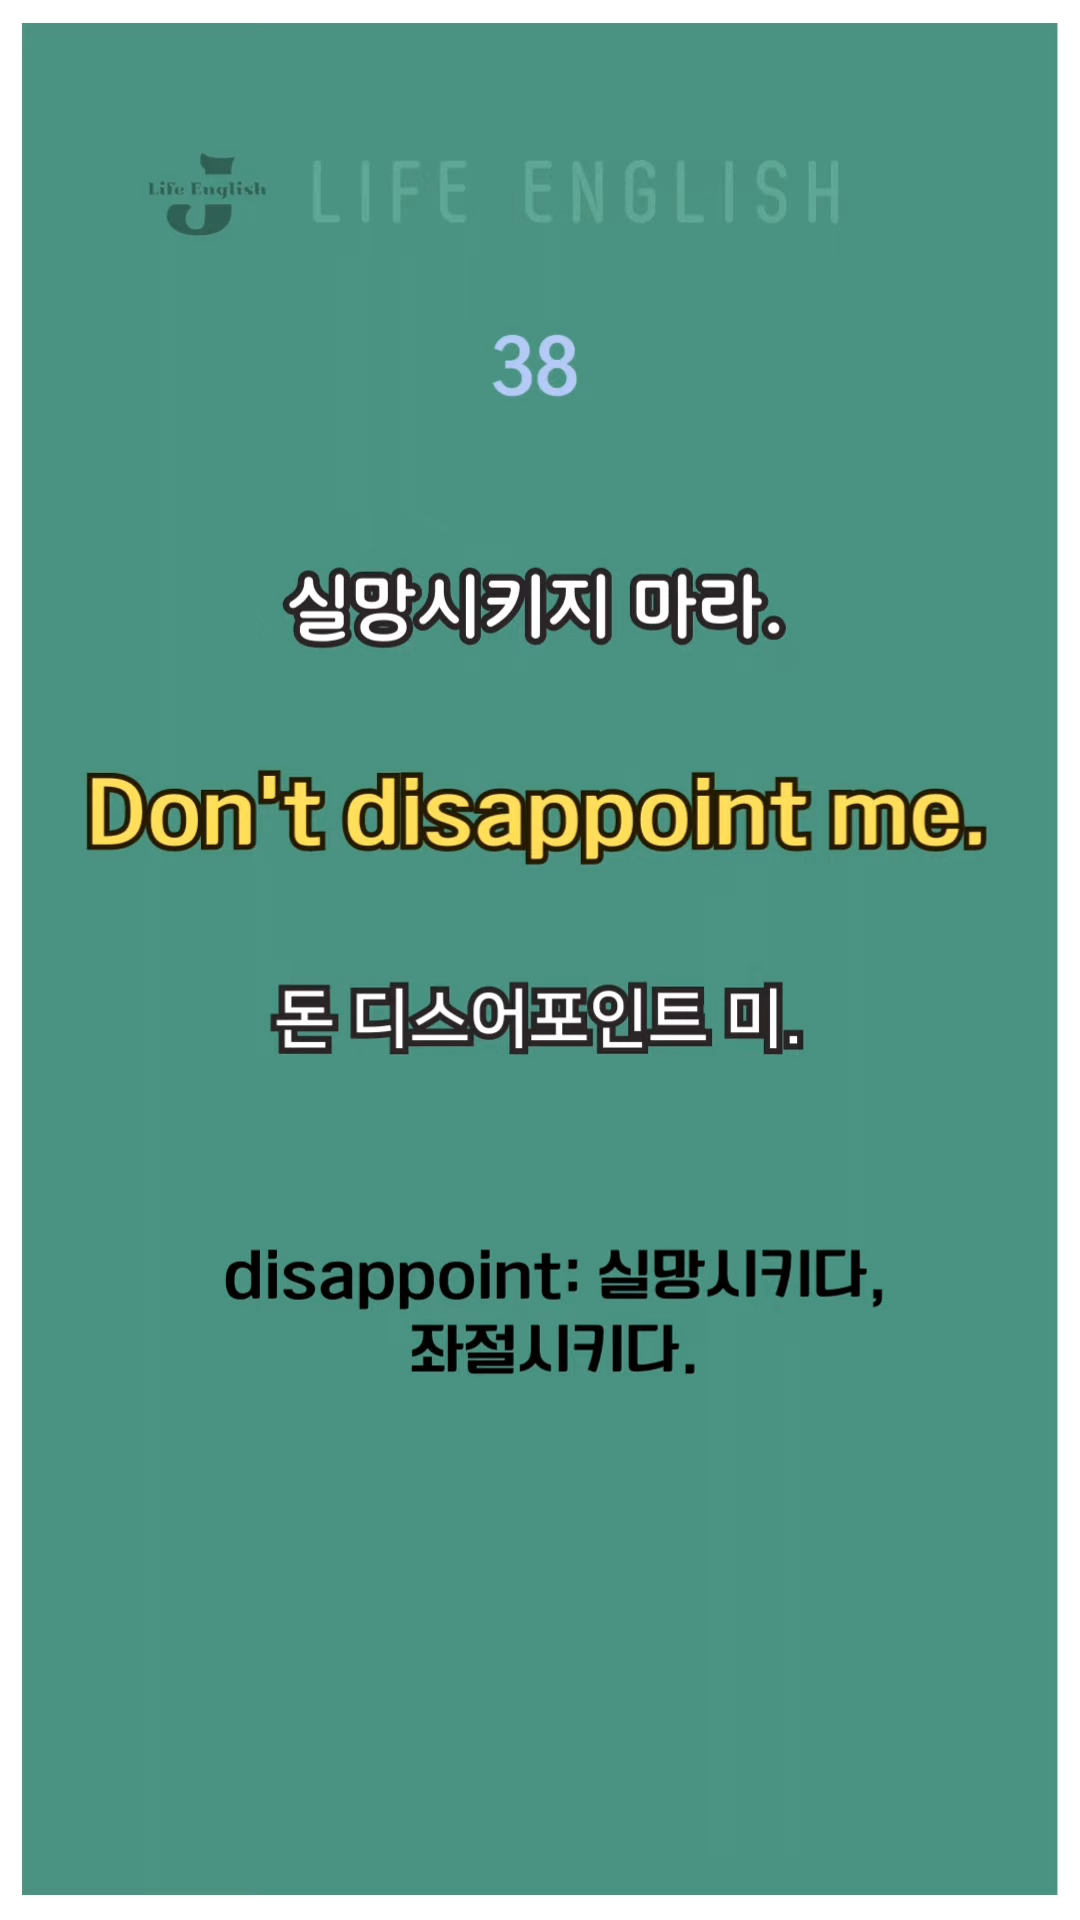 Life English
LIFE ENGLISH
38
실망시키지 마라.
Don't disappoint me.
돈 디스어포인트 미.
disappoint: 실망시키다,
좌절시키다.